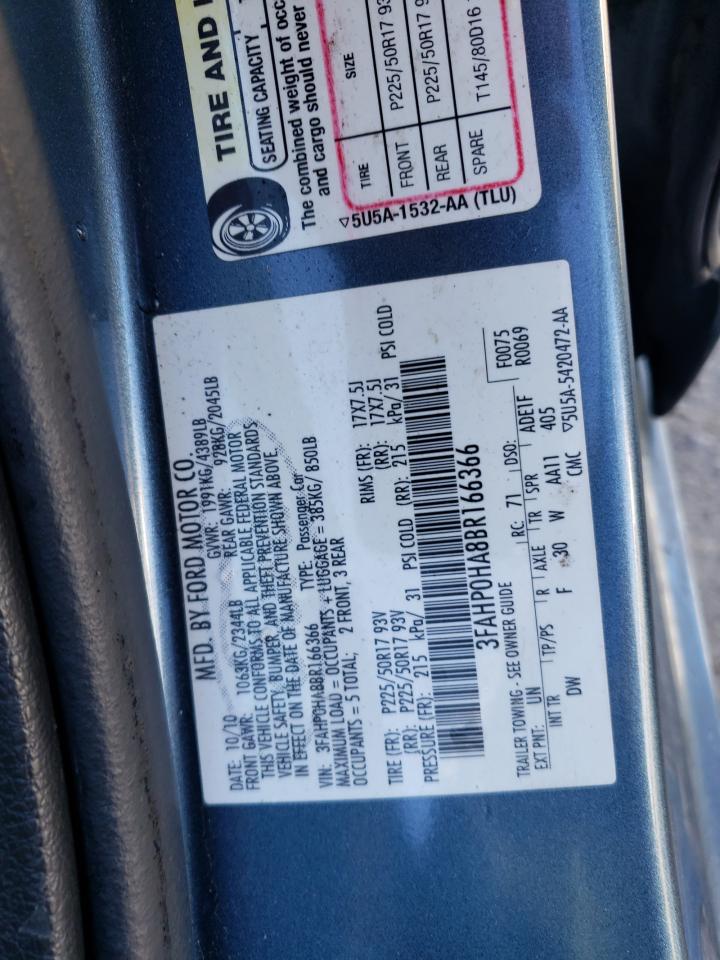 TIRE AND
SEATING CAPACITY
The combined weight of occ
and cargo should never
TIRE SIZE
FRONT P225/50R17 93
REAR P225/50R17 9
SPARE T145/80D16
▽5U5A-1532-AA (TLU)
MFD. BY FORD MOTOR CO.
DATE: 10/10 GVWR: 1991KG/4389LB
FRONT GAWR: 1063KG/2344LB REAR GAWR: 928KG/2045LB
THIS VEHICLE CONFORMS TO ALL APPLICABLE FEDERAL MOTOR
VEHICLE SAFETY, BUMPER, AND THEFT PREVENTION STANDARDS
IN EFFECT ON THE DATE OF MANUFACTURE SHOWN ABOVE.
VIN: 3FAHP0HA8BR166366 TYPE: Passenger Car
MAXIMUM LOAD = OCCUPANTS + LUGGAGE = 385KG/ 850LB
OCCUPANTS = 5 TOTAL; 2 FRONT, 3 REAR
TIRE (FR): P225/50R17 93V RIMS (FR): 17X7.5J
(RR): P225/50R17 93V (RR): 17X7.5J
PRESSURE (FR): 215 kPa/ 31 PSI COLD (RR): 215 kPa/ 31 PSI COLD
3FAHP0HA8BR166366
TRAILER TOWING - SEE OWNER GUIDE F0075
EXT PNT: UN RC: 71 DSO: R0069
INT TR TP/PS R AXLE TR SPR ADETF
DW F 30 W AA11 405
CMC ▽5U5A-5420472-AA